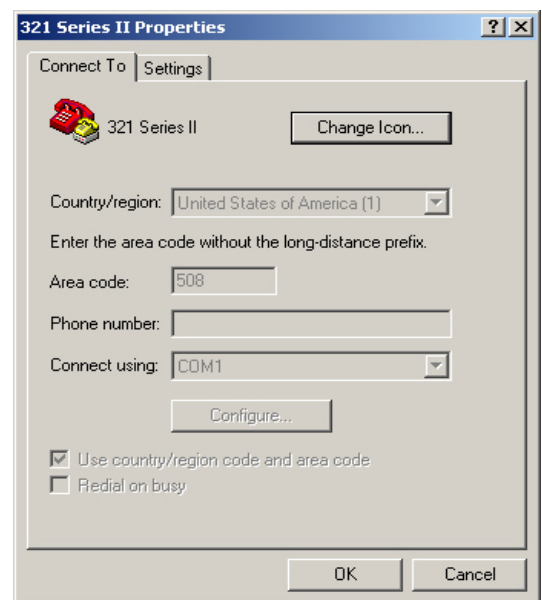 321 Series II Properties
Connect To Settings
321 Series II Change Icon...
Country/region: United States of America (1)
Enter the area code without the long-distance prefix.
Area code: 508
Phone number:
Connect using: COM1
Configure...
Use country/region code and area code
Redial on busy
OK Cancel